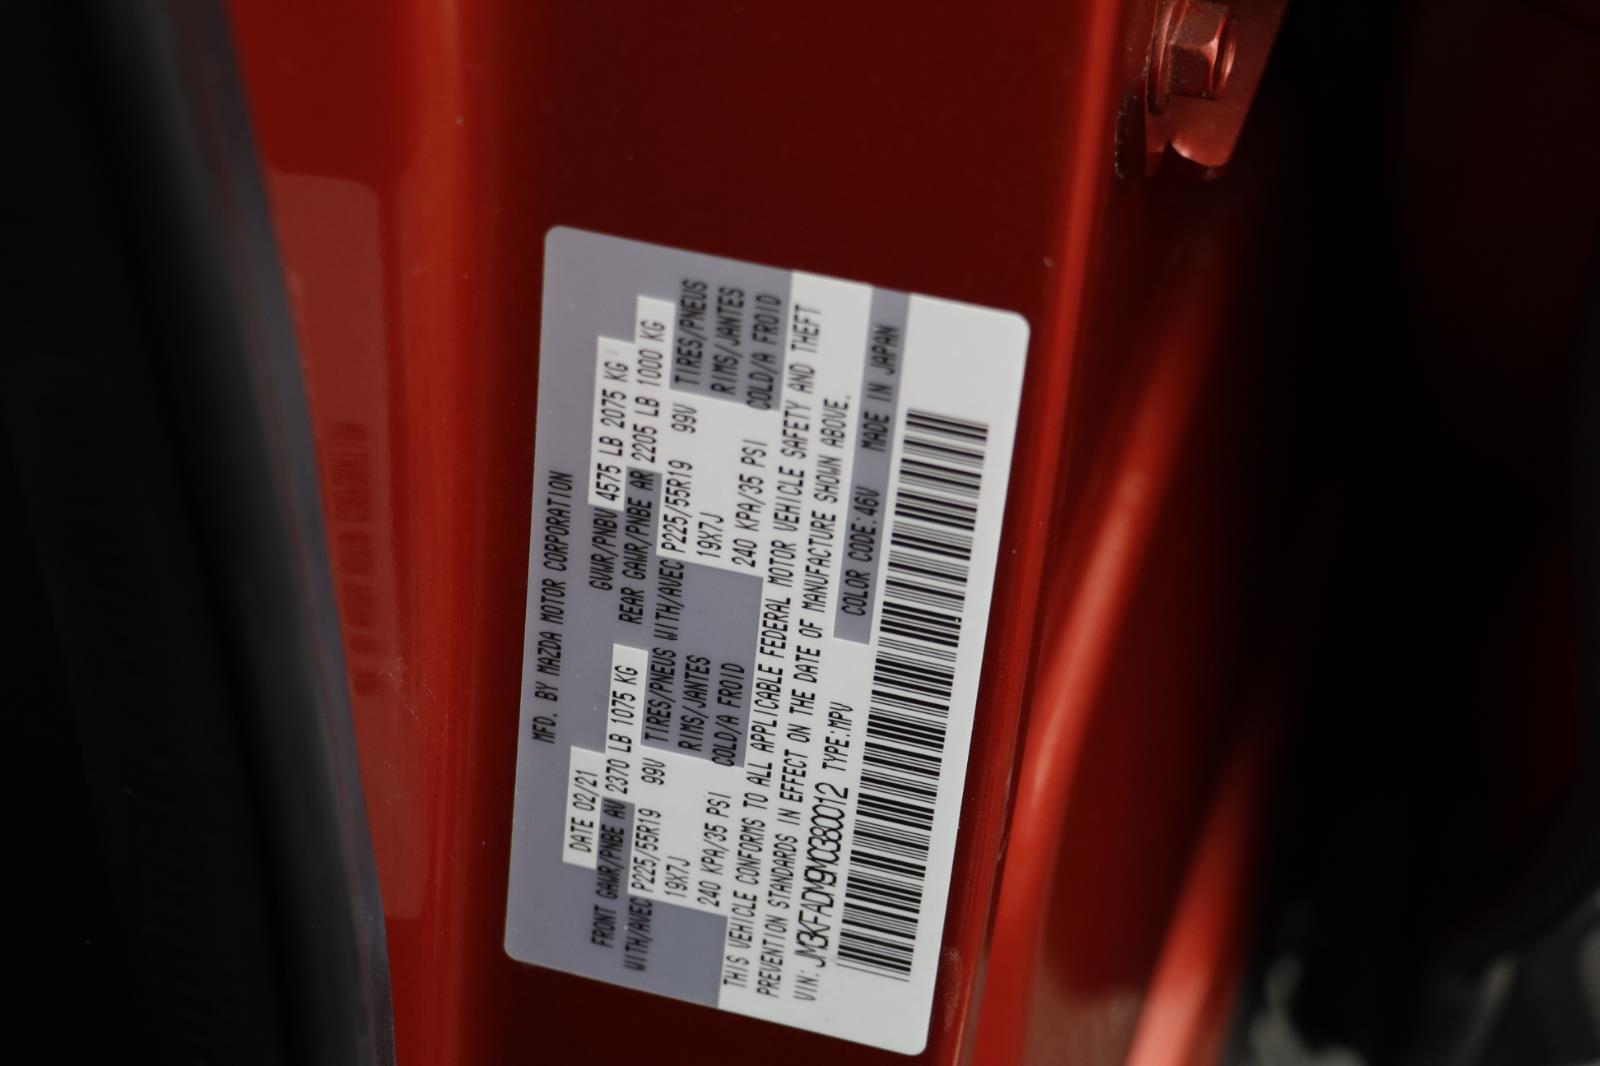 MFD. BY MAZDA MOTOR CORPORATION
DATE 02/21 GVWR/PNBV 4575 LB 2075 KG
FRONT GAWR/PNBE AV 2370 LB 1075 KG REAR GAWR/PNBE AR 2205 LB 1000 KG
WITH/AVEC P225/55R19 99V TIRES/PNEUS WITH/AVEC P225/55R19 99V TIRES/PNEUS
19X7J RIMS/JANTES 19X7J RIMS/JANTES
240 KPA/35 PSI COLD/A FROID 240 KPA/35 PSI COLD/A FROID
THIS VEHICLE CONFORMS TO ALL APPLICABLE FEDERAL MOTOR VEHICLE SAFETY AND THEFT
PREVENTION STANDARDS IN EFFECT ON THE DATE OF MANUFACTURE SHOWN ABOVE.
VIN: JM3KFADM9M0380012 TYPE:MPV COLOR CODE:46V MADE IN JAPAN